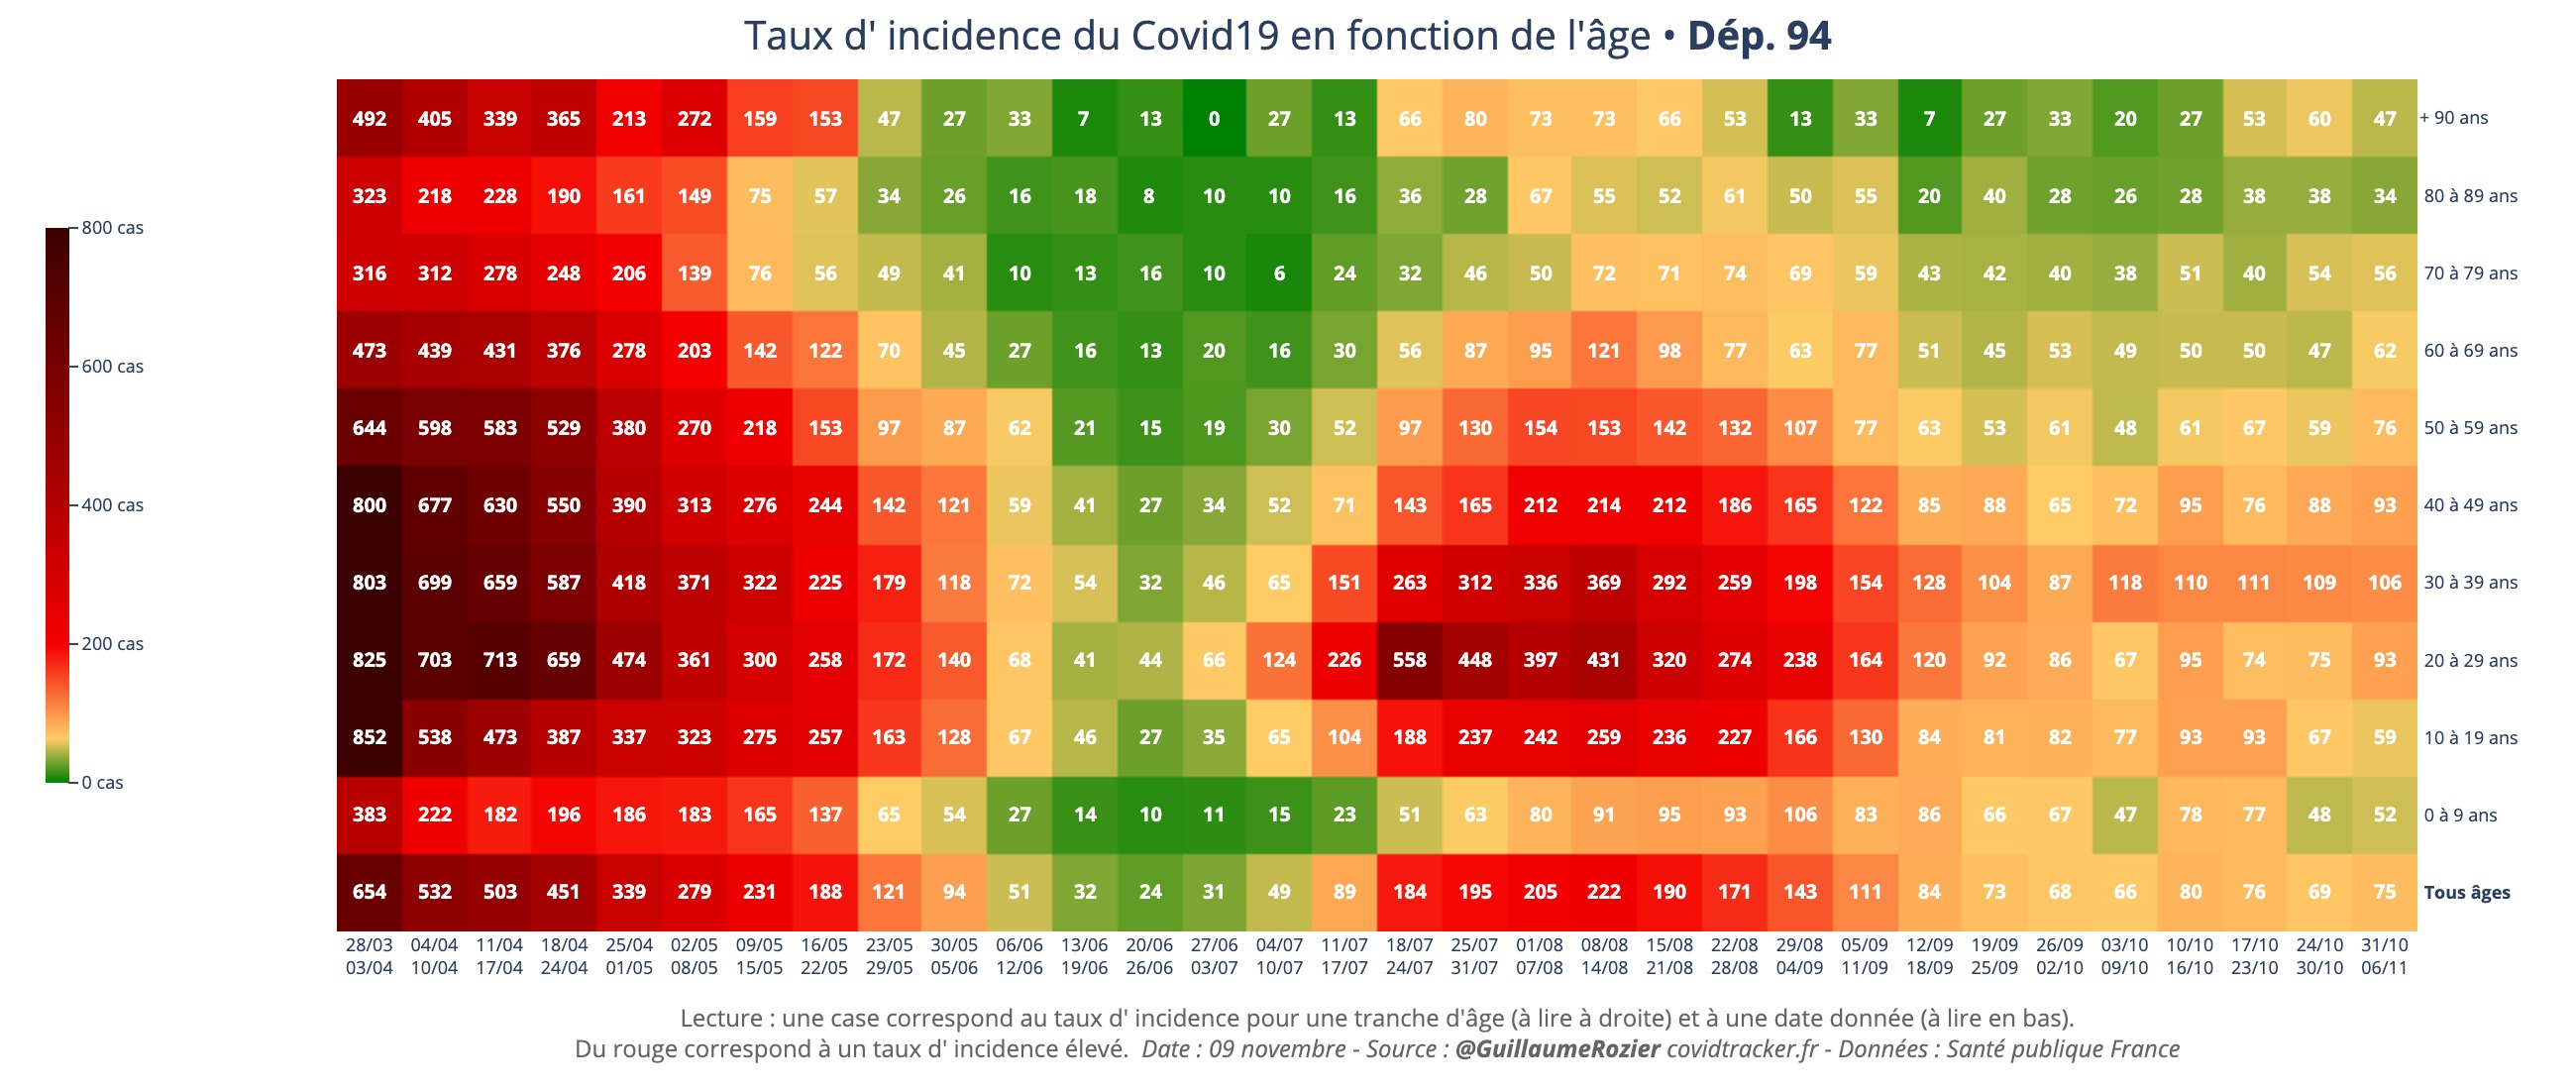 Taux d' incidence du Covid19 en fonction de l'âge • Dép. 94
800 cas
600 cas
400 cas
200 cas
0 cas
492 405 339 365 213 272 159 153 47 27 33 7 13 0 27 13 66 80 73 73 66 53 13 33 7 27 33 20 27 53 60 47 + 90 ans
323 218 228 190 161 149 75 57 34 26 16 18 8 10 10 16 36 28 67 55 52 61 50 55 20 40 28 26 28 38 38 34 80 à 89 ans
316 312 278 248 206 139 76 56 49 41 10 13 16 10 6 24 32 46 50 72 71 74 69 59 43 42 40 38 51 40 54 56 70 à 79 ans
473 439 431 376 278 203 142 122 70 45 27 16 13 20 16 30 56 87 95 121 98 77 63 77 51 45 53 49 50 50 47 62 60 à 69 ans
644 598 583 529 380 270 218 153 97 87 62 21 15 19 30 52 97 130 154 153 142 132 107 77 63 53 61 48 61 67 59 76 50 à 59 ans
800 677 630 550 390 313 276 244 142 121 59 41 27 34 52 71 143 165 212 214 212 186 165 122 85 88 65 72 95 76 88 93 40 à 49 ans
803 699 659 587 418 371 322 225 179 118 72 54 32 46 65 151 263 312 336 369 292 259 198 154 128 104 87 118 110 111 109 106 30 à 39 ans
825 703 713 659 474 361 300 258 172 140 68 41 44 66 124 226 558 448 397 431 320 274 238 164 120 92 86 67 95 74 75 93 20 à 29 ans
852 538 473 387 337 323 275 257 163 128 67 46 27 35 65 104 188 237 242 259 236 227 166 130 84 81 82 77 93 93 67 59 10 à 19 ans
383 222 182 196 186 183 165 137 65 54 27 14 10 11 15 23 51 63 80 91 95 93 106 83 86 66 67 47 78 77 48 52 0 à 9 ans
654 532 503 451 339 279 231 188 121 94 51 32 24 31 49 89 184 195 205 222 190 171 143 111 84 73 68 66 80 76 69 75 Tous âges
28/03 04/04 11/04 18/04 25/04 02/05 09/05 16/05 23/05 30/05 06/06 13/06 20/06 27/06 04/07 11/07 18/07 25/07 01/08 08/08 15/08 22/08 29/08 05/09 12/09 19/09 26/09 03/10 10/10 17/10 24/10 31/10
03/04 10/04 17/04 24/04 01/05 08/05 15/05 22/05 29/05 05/06 12/06 19/06 26/06 03/07 10/07 17/07 24/07 31/07 07/08 14/08 21/08 28/08 04/09 11/09 18/09 25/09 02/10 09/10 16/10 23/10 30/10 06/11
Lecture : une case correspond au taux d' incidence pour une tranche d'âge (à lire à droite) et à une date donnée (à lire en bas).
Du rouge correspond à un taux d' incidence élevé. Date : 09 novembre - Source : @GuillaumeRozier covidtracker.fr - Données : Santé publique France